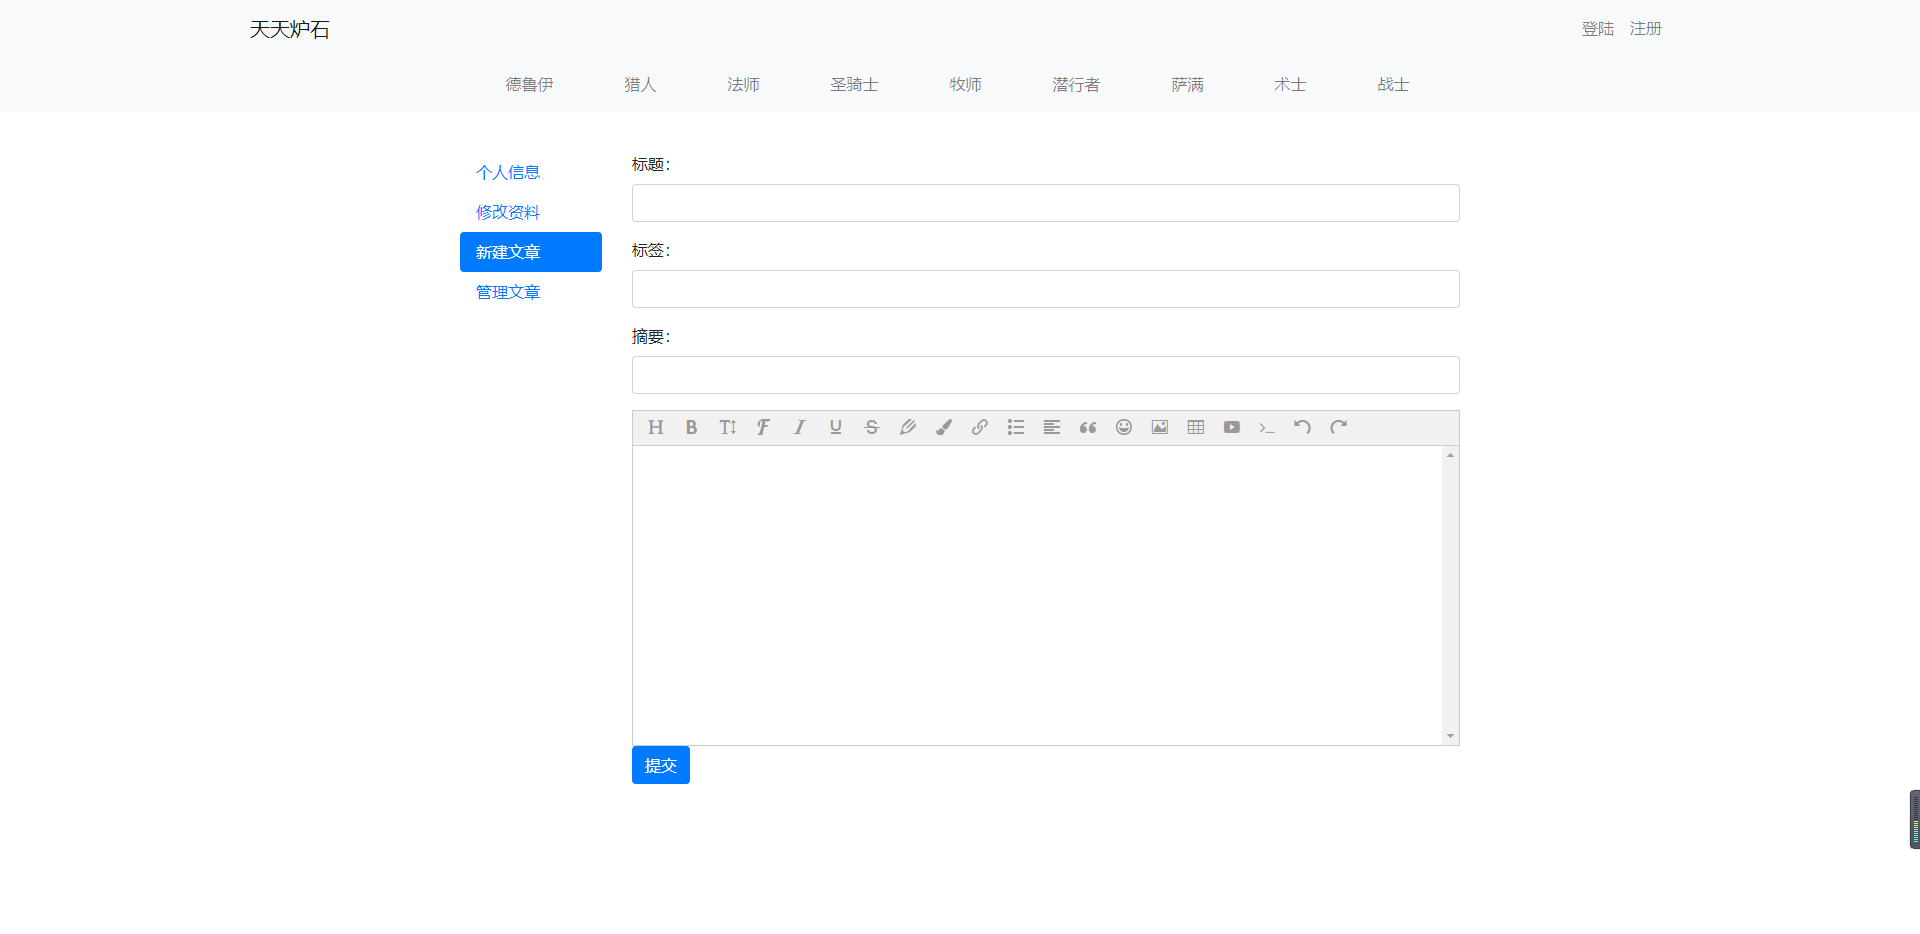 天天炉石 登陆 注册
德鲁伊 猎人 法师 圣骑士 牧师 潜行者 萨满 术士 战士
个人信息
修改资料
新建文章
管理文章
标题：
标签：
摘要：
提交